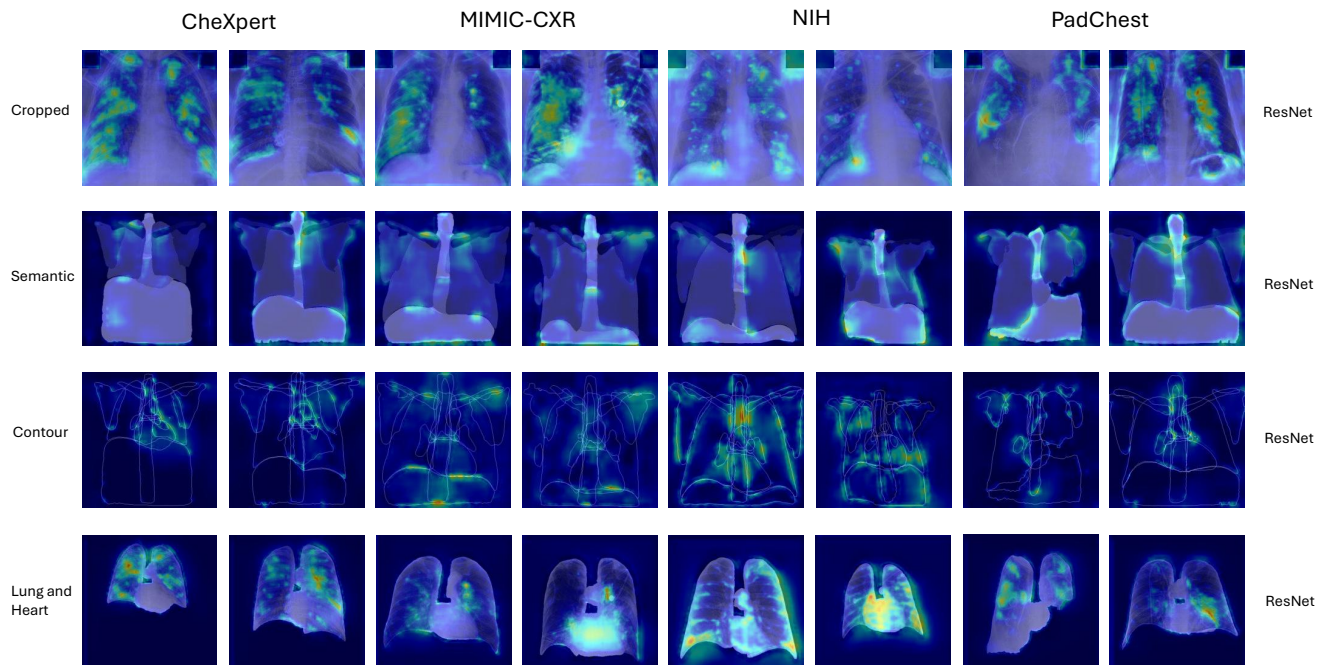 CheXpert
MIMIC-CXR
NIH
PadChest
Cropped
ResNet
Semantic
ResNet
Contour
ResNet
Lung and
Heart
ResNet